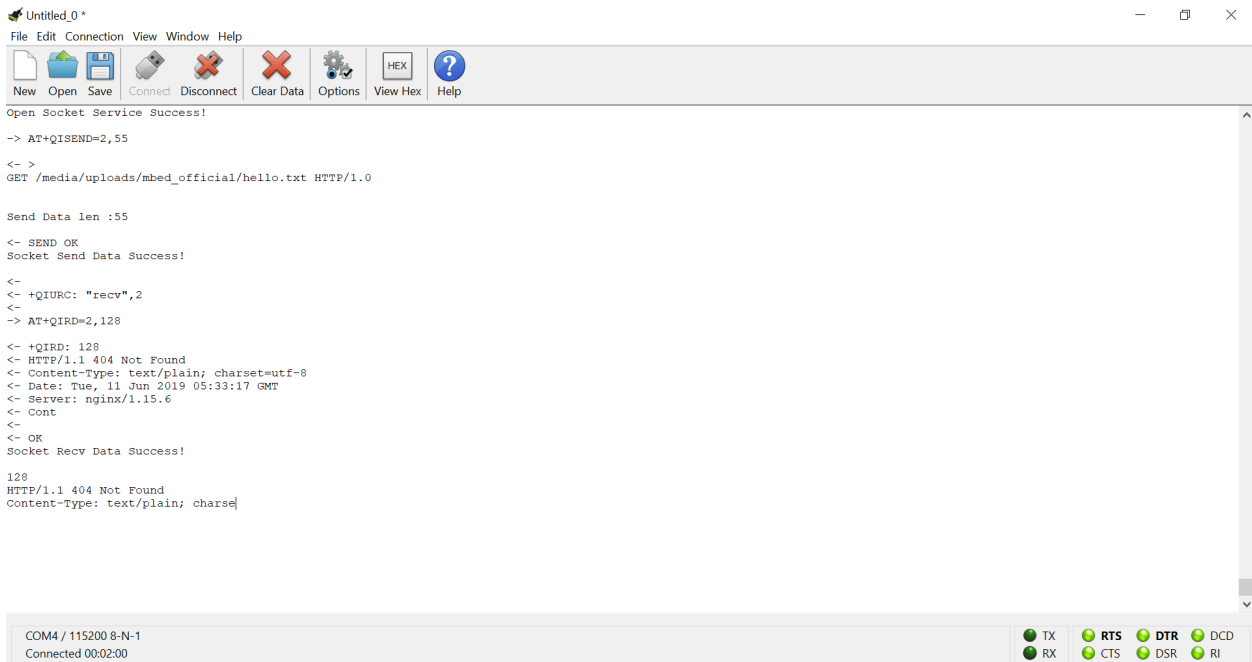 Untitled_0 *
File Edit Connection View Window Help
HEX
New Open Save Connect Disconnect Clear Data Options View Hex Help
Open Socket Service Success!
-> AT+QISEND=2,55
<- >
GET /media/uploads/mbed_official/hello.txt HTTP/1.0
Send Data len :55
<- SEND OK
Socket Send Data Success!
<-
<- +QIURC: "recv",2
<-
-> AT+QIRD=2,128
<- +QIRD: 128
<- HTTP/1.1 404 Not Found
<- Content-Type: text/plain; charset=utf-8
<- Date: Tue, 11 Jun 2019 05:33:17 GMT
<- Server: nginx/1.15.6
<- Cont
<-
<- OK
Socket Recv Data Success!
128
HTTP/1.1 404 Not Found
Content-Type: text/plain; charse
COM4 / 115200 8-N-1
Connected 00:02:00
TX RTS DTR DCD
RX CTS DSR RI